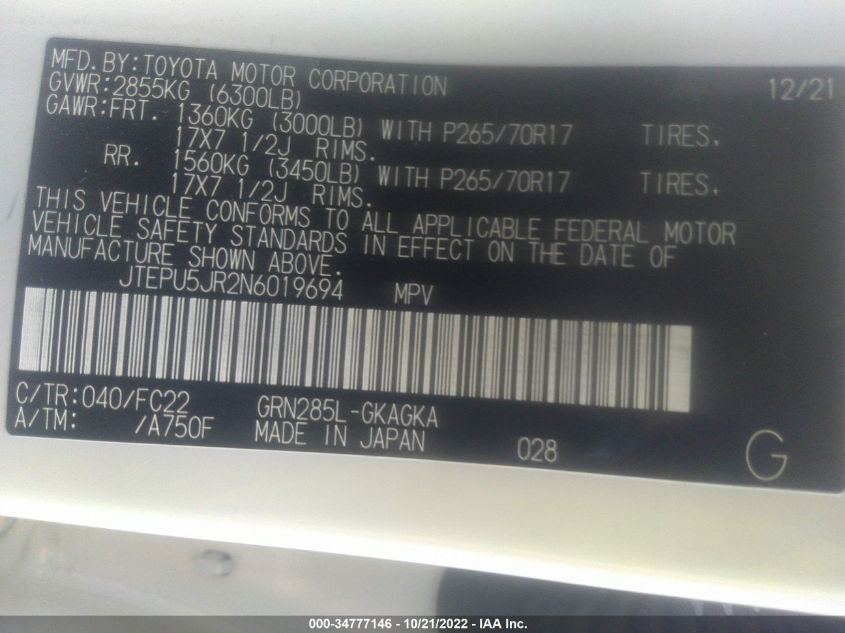 MFD.BY:TOYOTA MOTOR CORPORATION 12/21
GVWR:2855KG (6300LB)
GAWR:FRT. 1360KG (3000LB) WITH P265/70R17 TIRES,
17X7 1/2J RIMS.
RR. 1560KG (3450LB) WITH P265/70R17 TIRES,
17X7 1/2J RIMS.
THIS VEHICLE CONFORMS TO ALL APPLICABLE FEDERAL MOTOR
VEHICLE SAFETY STANDARDS IN EFFECT ON THE DATE OF
MANUFACTURE SHOWN ABOVE.
JTEPU5JR2N6019694 MPV
C/TR:040/FC22 GRN285L-GKAGKA
A/TM: /A750F MADE IN JAPAN 028 G
000-34777146 - 10/21/2022 - IAA Inc.